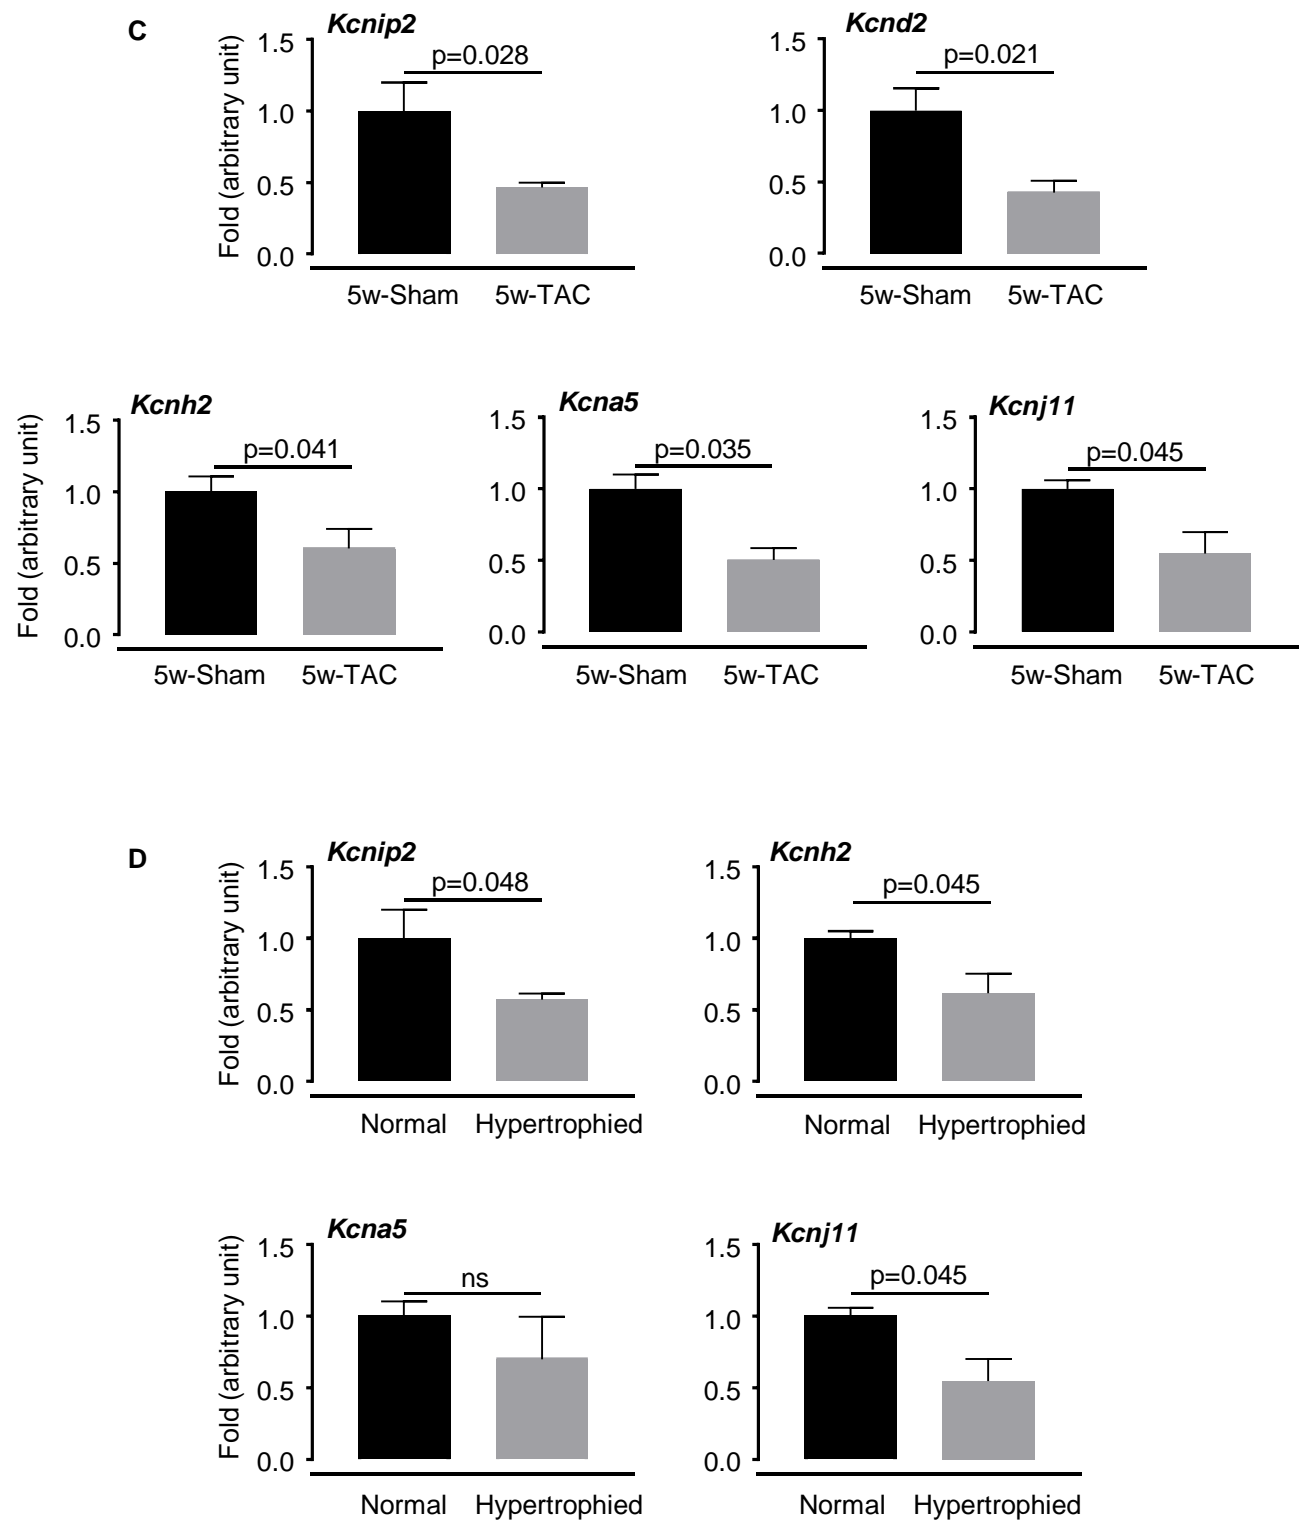 C
Kcnip2
Kcnd2
Fold (arbitrary unit)
1.5
1.0
0.5
0.0
p=0.028
5w-Sham 5w-TAC
1.5
1.0
0.5
0.0
p=0.021
5w-Sham 5w-TAC
Kcnh2
Fold (arbitrary unit)
1.5
1.0
0.5
0.0
p=0.041
5w-Sham 5w-TAC
Kcna5
1.5
1.0
0.5
0.0
p=0.035
5w-Sham 5w-TAC
Kcnj11
1.5
1.0
0.5
0.0
p=0.045
5w-Sham 5w-TAC
D
Kcnip2
Fold (arbitrary unit)
1.5
1.0
0.5
0.0
p=0.048
Normal Hypertrophied
Kcnh2
1.5
1.0
0.5
0.0
p=0.045
Normal Hypertrophied
Kcna5
Fold (arbitrary unit)
1.5
1.0
0.5
0.0
ns
Normal Hypertrophied
Kcnj11
1.5
1.0
0.5
0.0
p=0.045
Normal Hypertrophied